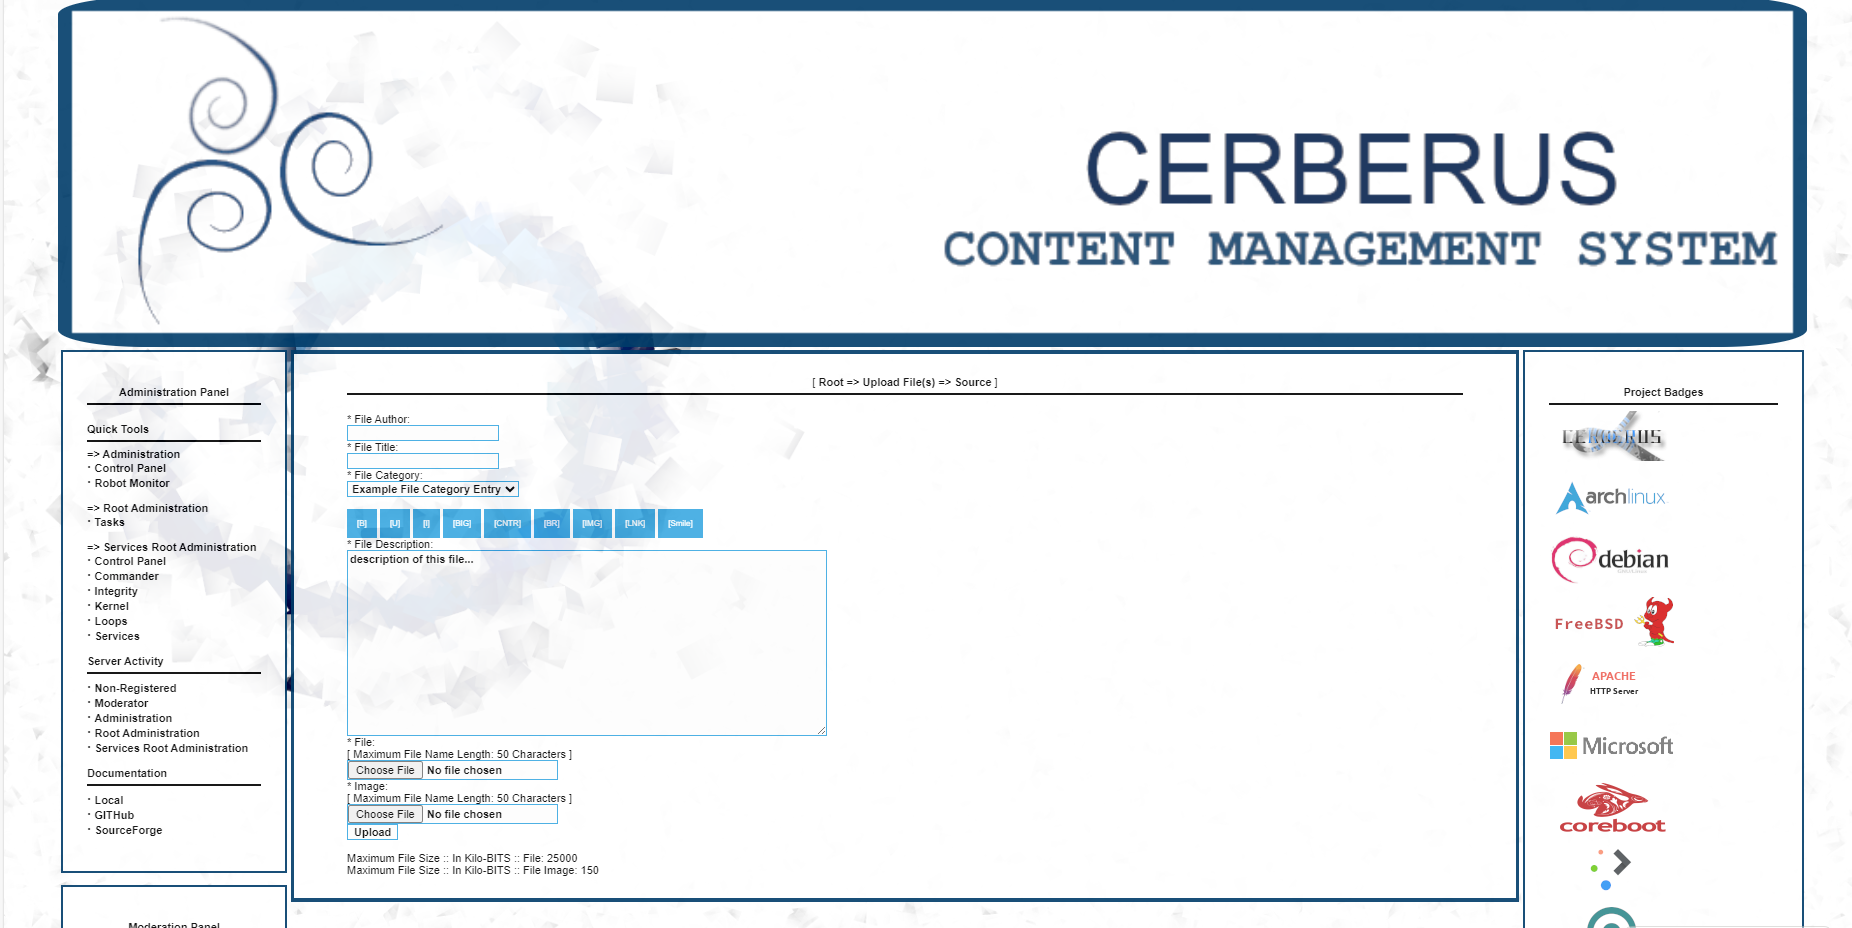 CERBERUS
CONTENT MANAGEMENT SYSTEM
Administration Panel
Quick Tools
=> Administration
· Control Panel
· Robot Monitor
=> Root Administration
· Tasks
=> Services Root Administration
· Control Panel
· Commander
· Integrity
· Kernel
· Loops
· Services
Server Activity
· Non-Registered
· Moderator
· Administration
· Root Administration
· Services Root Administration
Documentation
· Local
· GITHub
· SourceForge
Moderation Panel
[ Root => Upload File(s) => Source ]
* File Author:
* File Title:
* File Category:
Example File Category Entry
[B] [U] [I] [BIG] [CNTR] [BR] [IMG] [LNK] [Smile]
* File Description:
description of this file...
* File:
[ Maximum File Name Length: 50 Characters ]
Choose File No file chosen
* Image:
[ Maximum File Name Length: 50 Characters ]
Choose File No file chosen
Upload
Maximum File Size :: In Kilo-BITS :: File: 25000
Maximum File Size :: In Kilo-BITS :: File Image: 150
Project Badges
CERBERUS
archlinux
debian
FreeBSD
APACHE
HTTP Server
Microsoft
coreboot